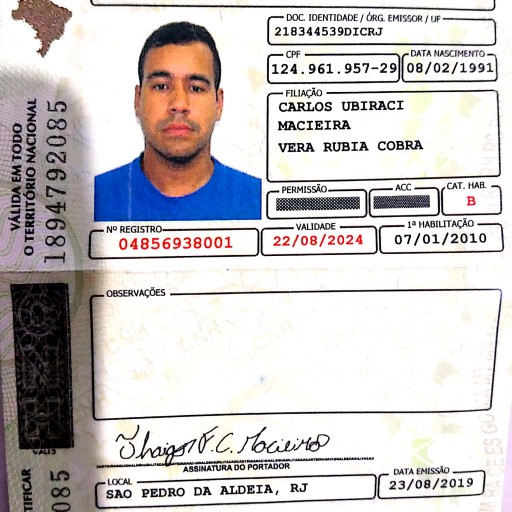 DOC. IDENTIDADE / ÓRG. EMISSOR / UF
218344539DICRJ
CPF
124.961.957-29
DATA NASCIMENTO
08/02/1991
FILIAÇÃO
CARLOS UBIRACI
MACIEIRA
VERA RUBIA COBRA
PERMISSÃO
ACC
CAT. HAB.
B
Nº REGISTRO
04856938001
VALIDADE
22/08/2024
1ª HABILITAÇÃO
07/01/2010
VÁLIDA EM TODO
O TERRITÓRIO NACIONAL
1894792085
OBSERVAÇÕES
Thiago F. C. Macieira
ASSINATURA DO PORTADOR
LOCAL
SAO PEDRO DA ALDEIA, RJ
DATA EMISSÃO
23/08/2019
085